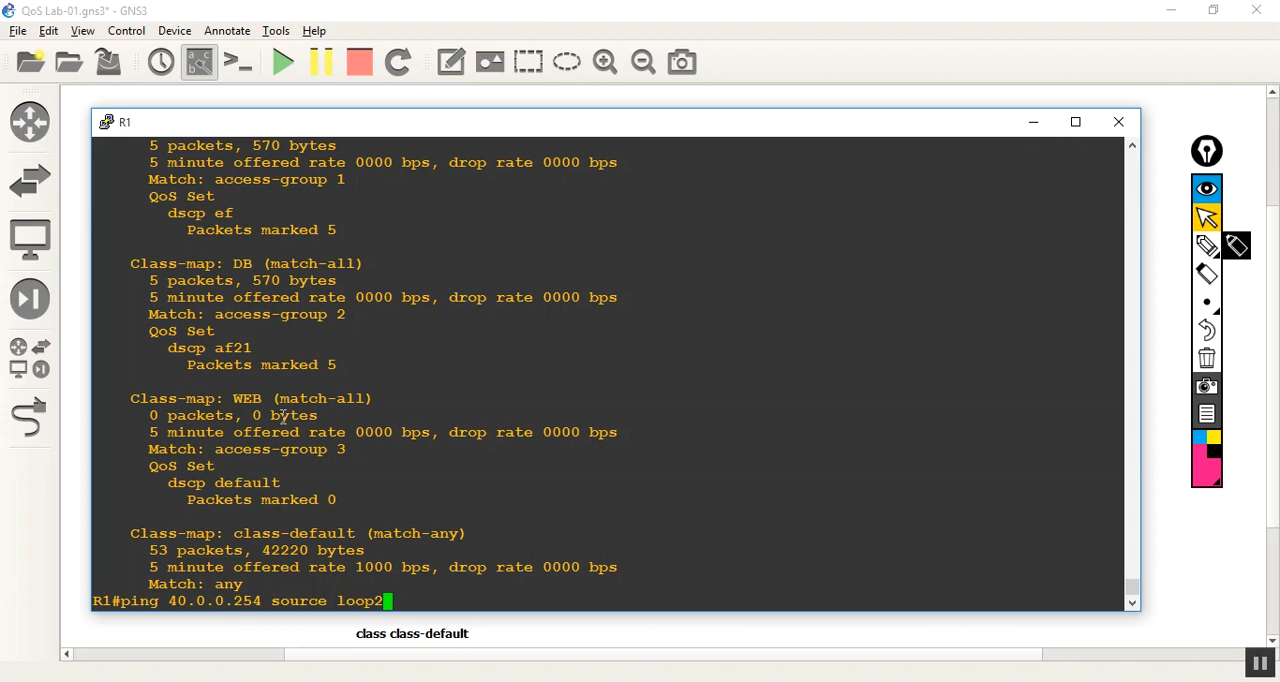 QoS Lab-01.gns3* - GNS3
File Edit View Control Device Annotate Tools Help
R1
5 packets, 570 bytes
5 minute offered rate 0000 bps, drop rate 0000 bps
Match: access-group 1
QoS Set
dscp ef
Packets marked 5
Class-map: DB (match-all)
5 packets, 570 bytes
5 minute offered rate 0000 bps, drop rate 0000 bps
Match: access-group 2
QoS Set
dscp af21
Packets marked 5
Class-map: WEB (match-all)
0 packets, 0 bytes
5 minute offered rate 0000 bps, drop rate 0000 bps
Match: access-group 3
QoS Set
dscp default
Packets marked 0
Class-map: class-default (match-any)
53 packets, 42220 bytes
5 minute offered rate 1000 bps, drop rate 0000 bps
Match: any
R1#ping 40.0.0.254 source loop2
class class-default